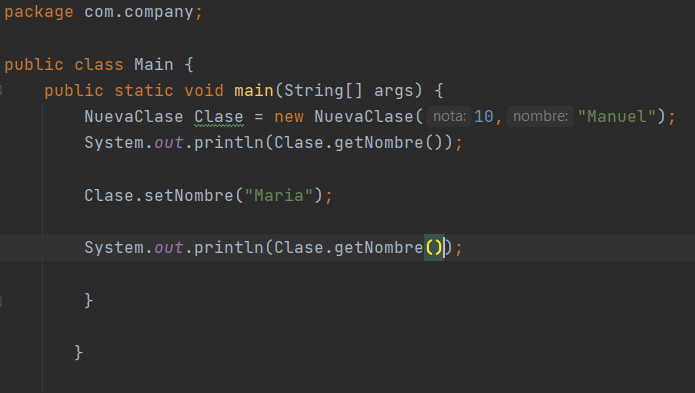 package com.company;
public class Main {
public static void main(String[] args) {
NuevaClase Clase = new NuevaClase( nota: 10, nombre: "Manuel");
System.out.println(Clase.getNombre());
Clase.setNombre("Maria");
System.out.println(Clase.getNombre());
}
}